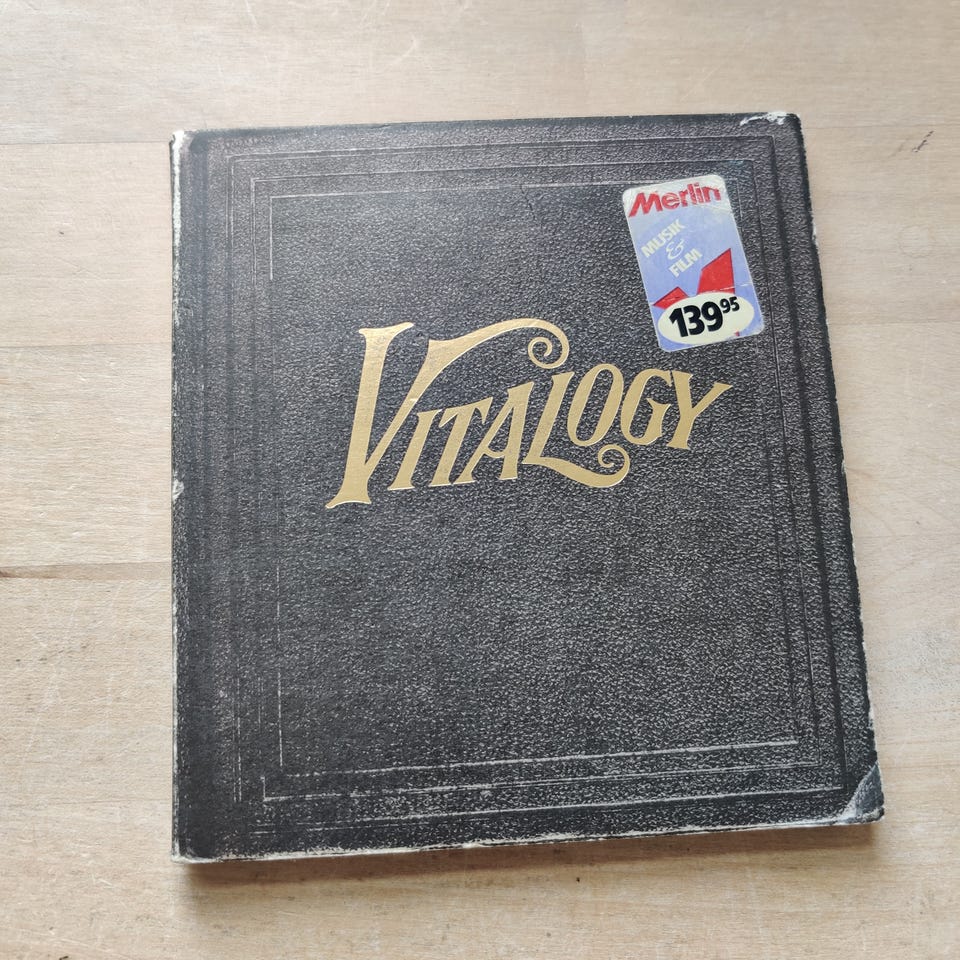 Merlin
MUSIK
&
FILM
139 95
VITALOGY